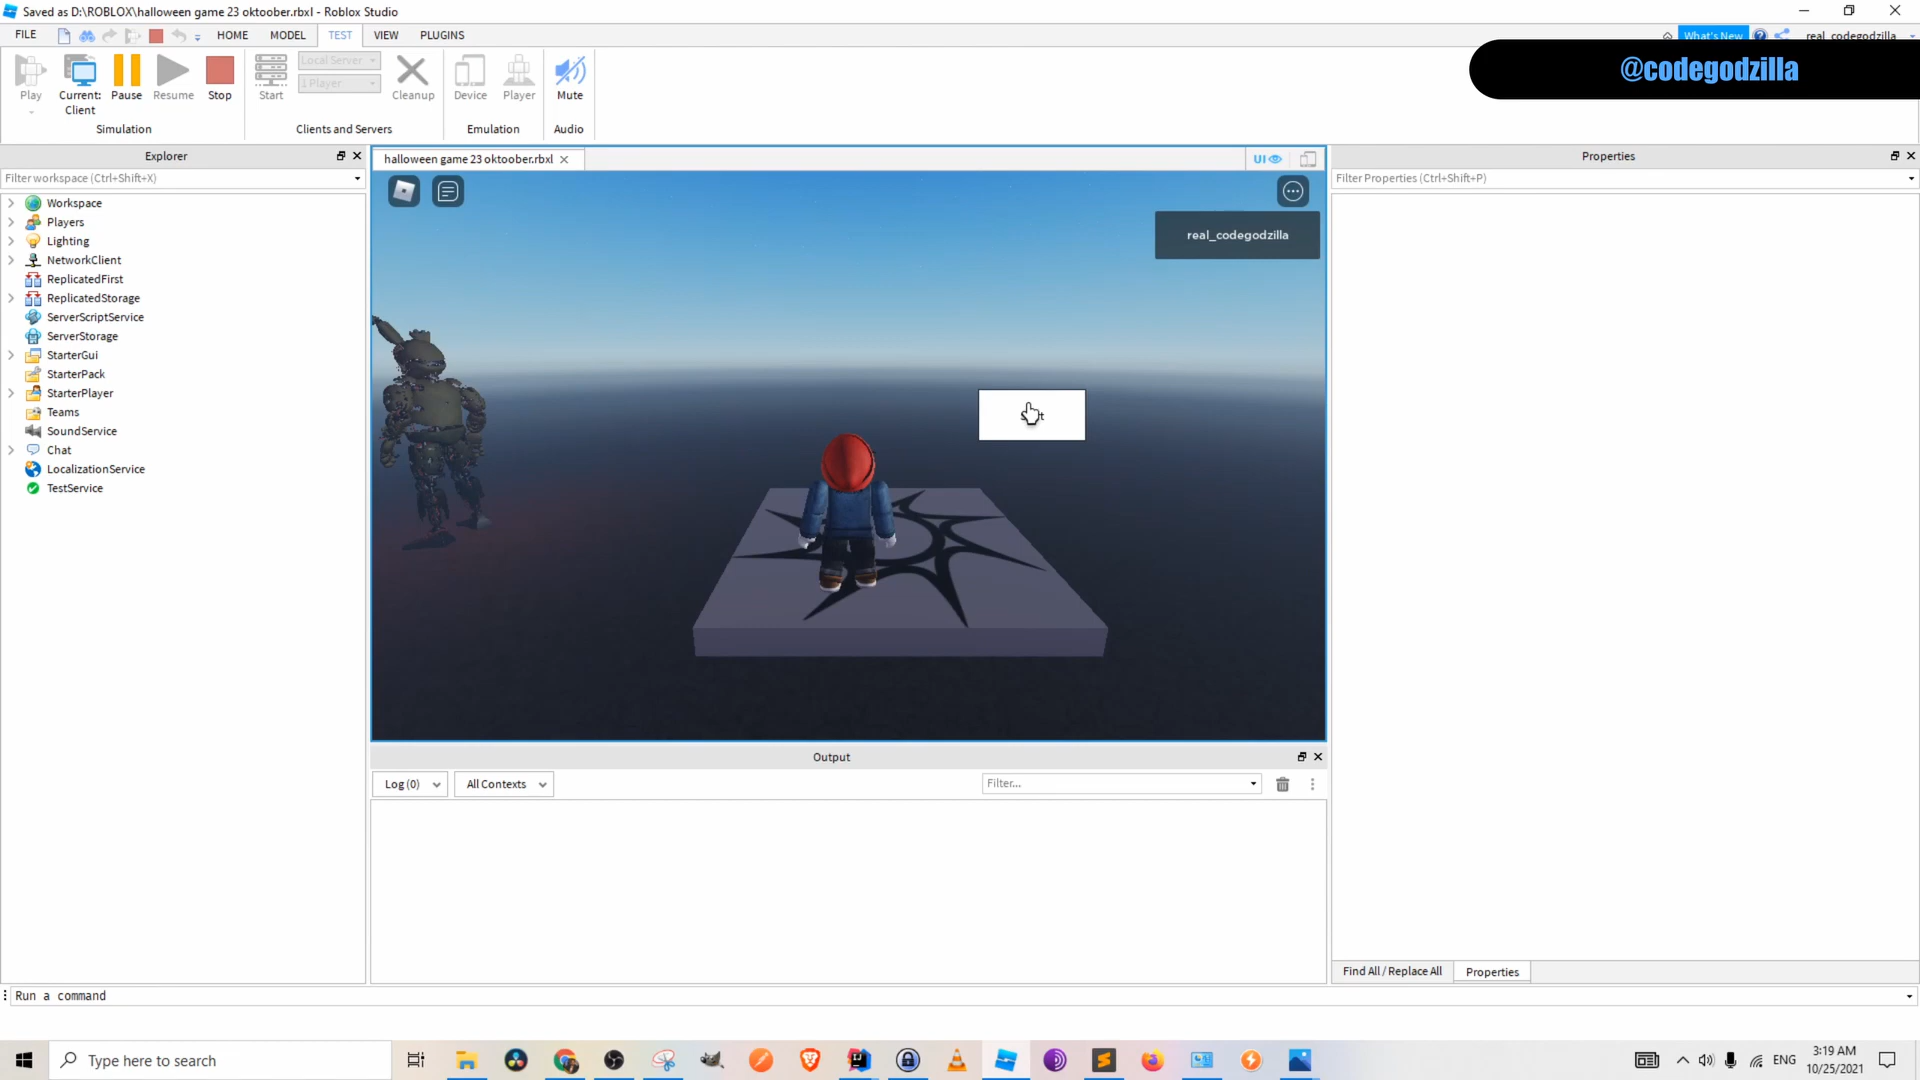 Saved as D:\ROBLOX\halloween game 23 oktoober.rbxl - Roblox Studio
FILE
HOME
MODEL
TEST
VIEW
PLUGINS
What's New
real_codegodzilla
@codegodzilla
Play
Current:
Client
Pause
Resume
Stop
Start
Local Server
1 Player
Cleanup
Device
Player
Mute
Simulation
Clients and Servers
Emulation
Audio
Explorer
halloween game 23 oktoober.rbxl
UI
Properties
Filter workspace (Ctrl+Shift+X)
Filter Properties (Ctrl+Shift+P)
Workspace
Players
Lighting
NetworkClient
ReplicatedFirst
ReplicatedStorage
ServerScriptService
ServerStorage
StarterGui
StarterPack
StarterPlayer
Teams
SoundService
Chat
LocalizationService
TestService
real_codegodzilla
Output
Log (0)
All Contexts
Filter...
Find All / Replace All
Properties
Run a command
Type here to search
ENG
3:19 AM
10/25/2021